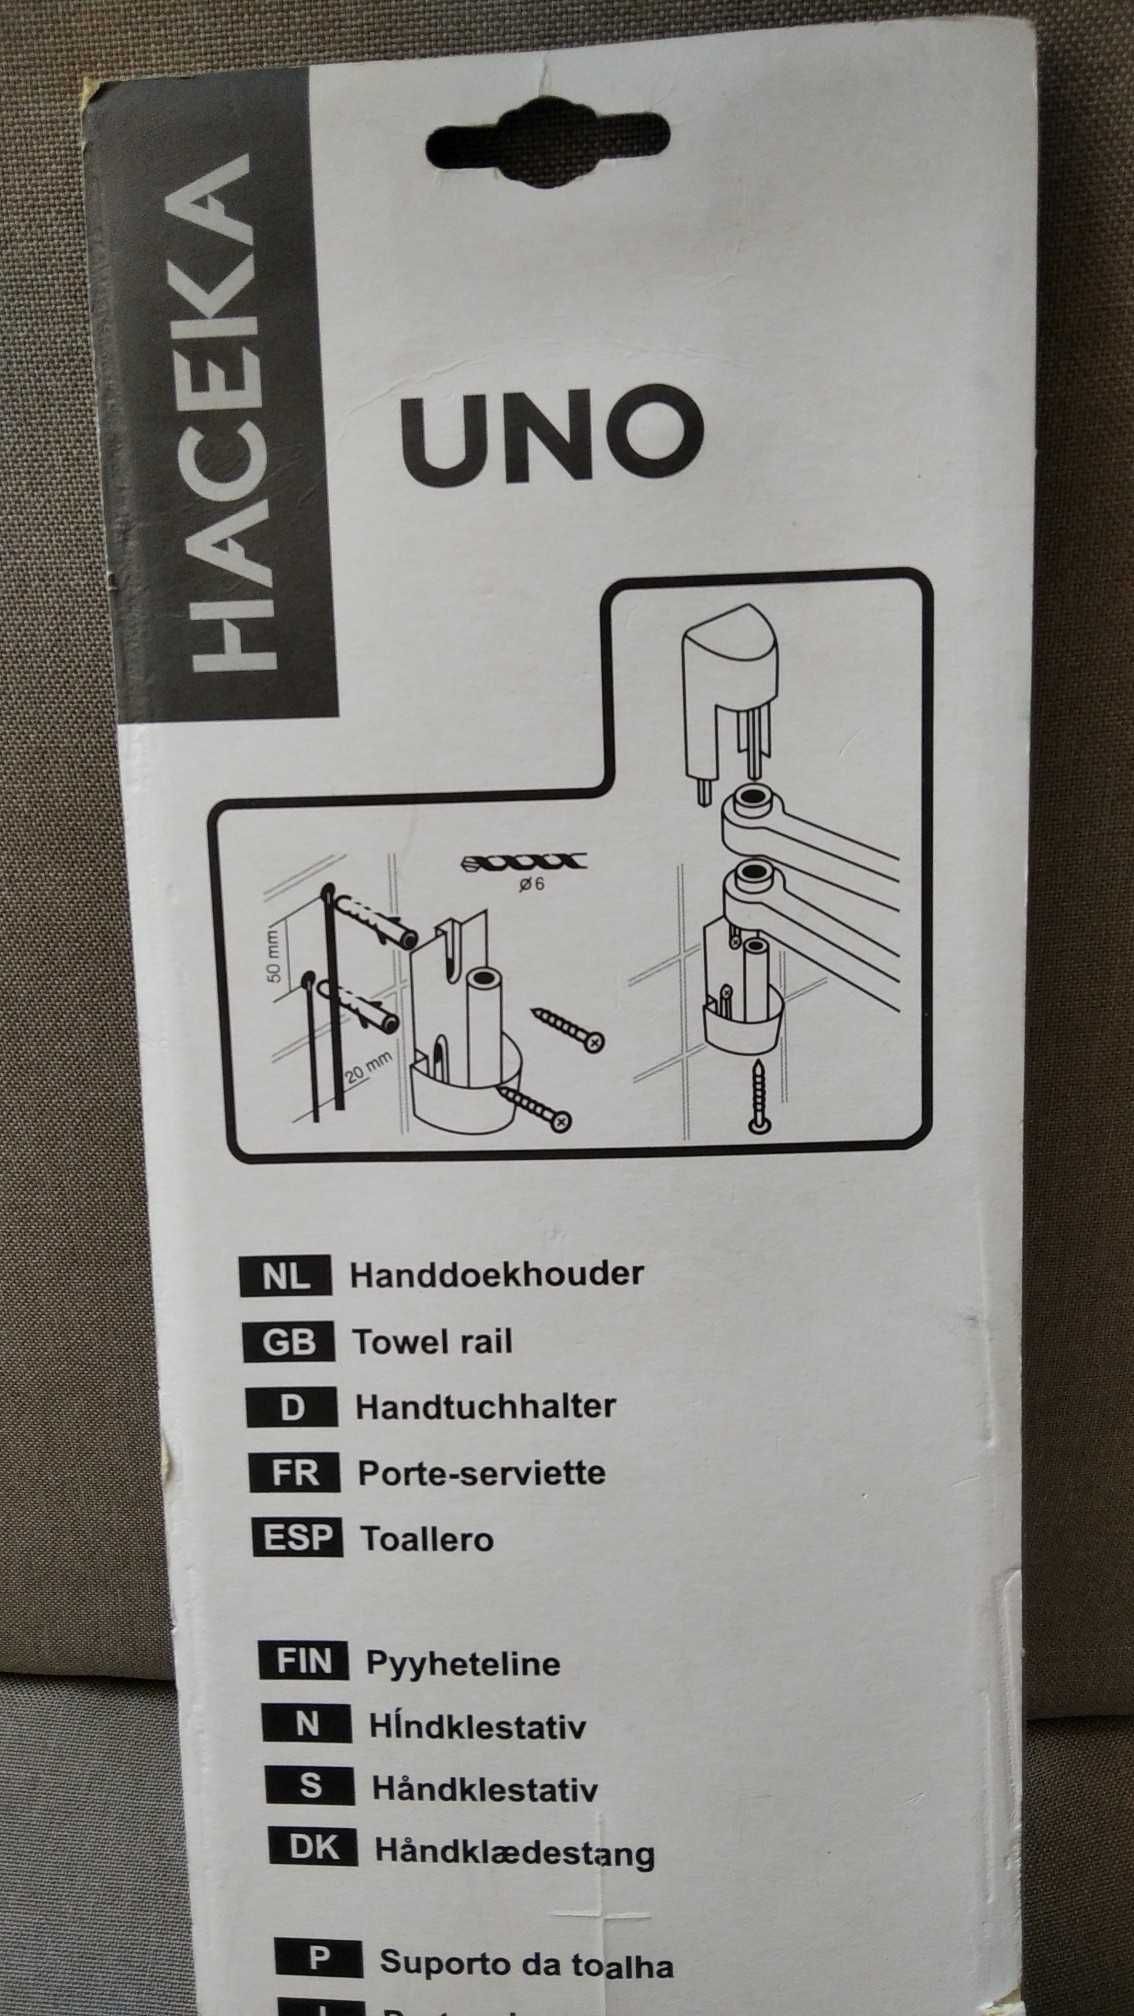 HACEKA
UNO
Ø6
50 mm
20 mm
NL Handdoekhouder
GB Towel rail
D Handtuchhalter
FR Porte-serviette
ESP Toallero
FIN Pyyheteline
N HÍndklestativ
S Håndklestativ
DK Håndklædestang
P Suporto da toalha